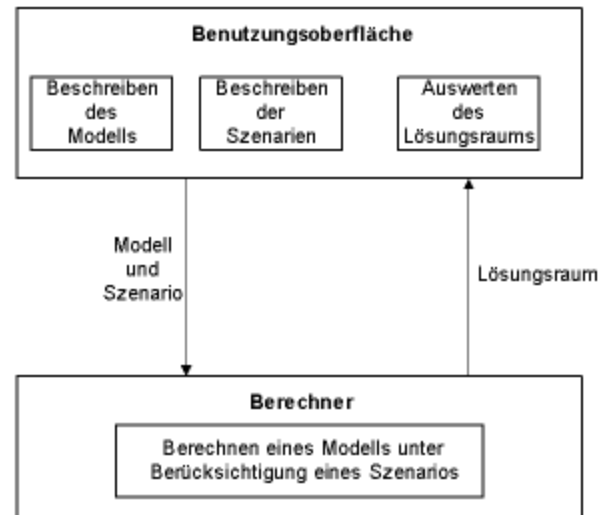 Benutzungsoberfläche
Beschreiben
des
Modells
Beschreiben
der
Szenarien
Auswerten
des
Lösungsraums
Modell
und
Szenario
Lösungsraum
Berechner
Berechnen eines Modells unter
Berücksichtigung eines Szenarios